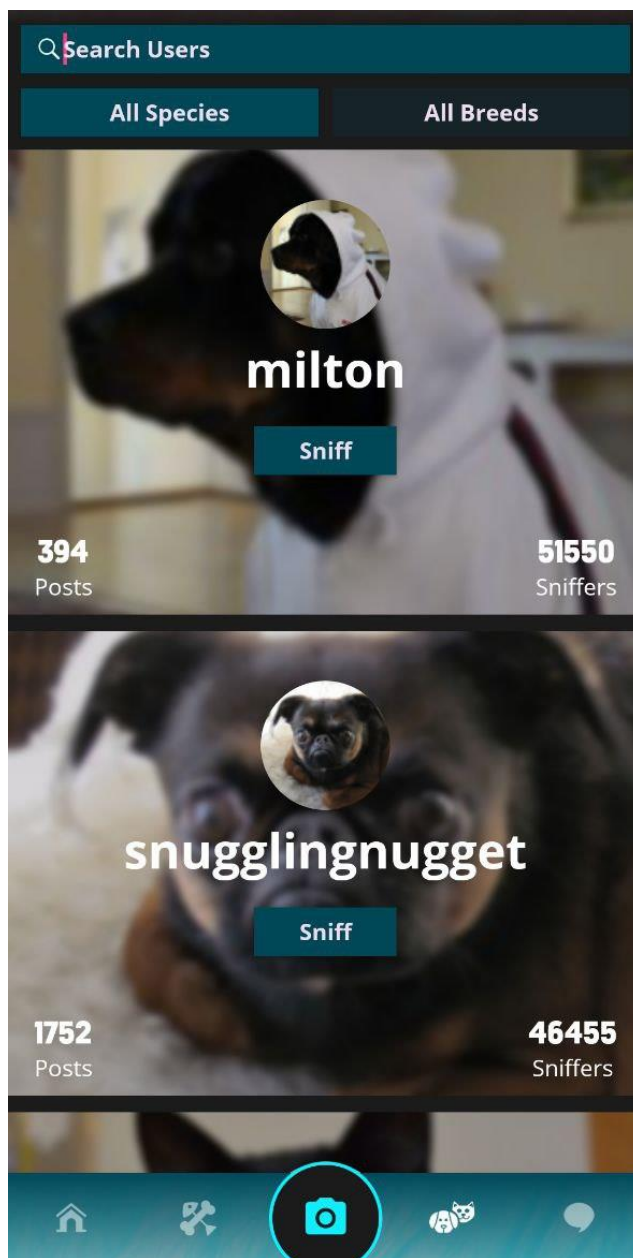 Search Users
All Species All Breeds
milton
Sniff
394 51550
Posts Sniffers
snugglingnugget
Sniff
1752 46455
Posts Sniffers